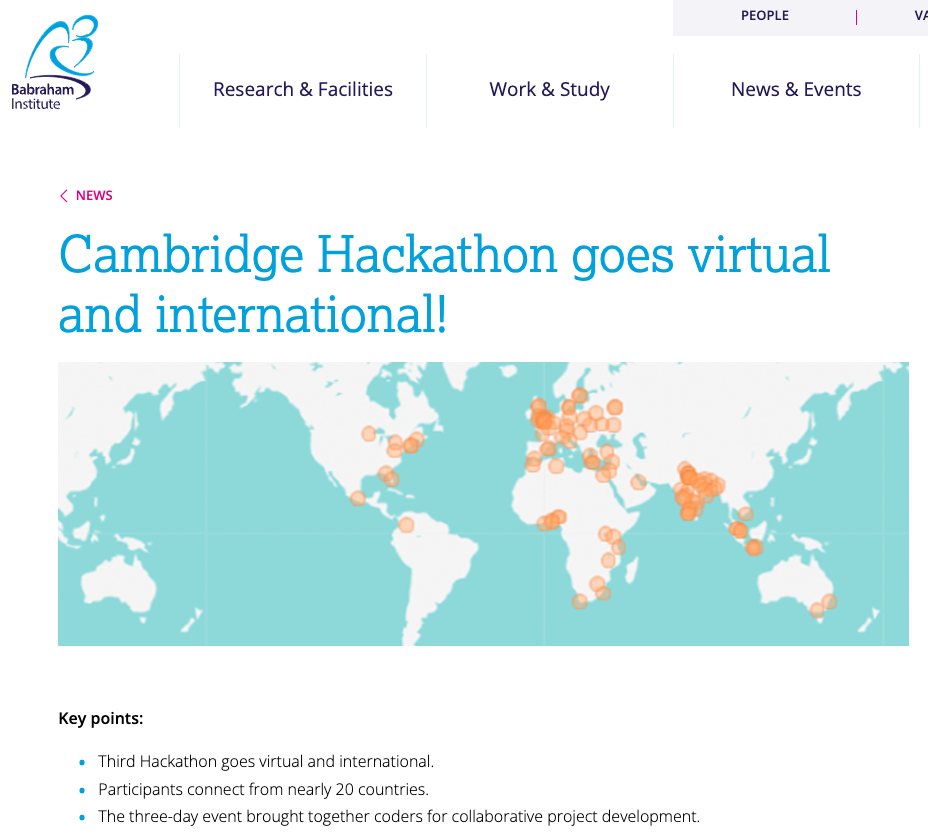 PEOPLE
Babraham
Institute
Research & Facilities
Work & Study
News & Events
NEWS
Cambridge Hackathon goes virtual
and international!
Key points:
Third Hackathon goes virtual and international.
Participants connect from nearly 20 countries.
The three-day event brought together coders for collaborative project development.